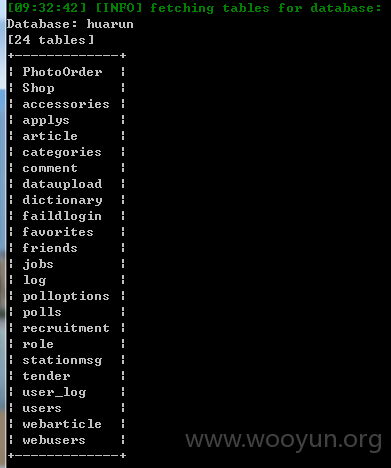 [09:32:42] [INFO] fetching tables for database:
Database: huarun
[24 tables]
+-------------+
¦ PhotoOrder  ¦
¦ Shop        ¦
¦ accessories ¦
¦ applys      ¦
¦ article     ¦
¦ categories  ¦
¦ comment     ¦
¦ dataupload  ¦
¦ dictionary  ¦
¦ faildlogin  ¦
¦ favorites   ¦
¦ friends     ¦
¦ jobs        ¦
¦ log         ¦
¦ polloptions ¦
¦ polls       ¦
¦ recruitment ¦
¦ role        ¦
¦ stationmsg  ¦
¦ tender      ¦
¦ user_log    ¦
¦ users       ¦
¦ webarticle  ¦
¦ webusers    ¦
+-------------+
www.wooyun.org